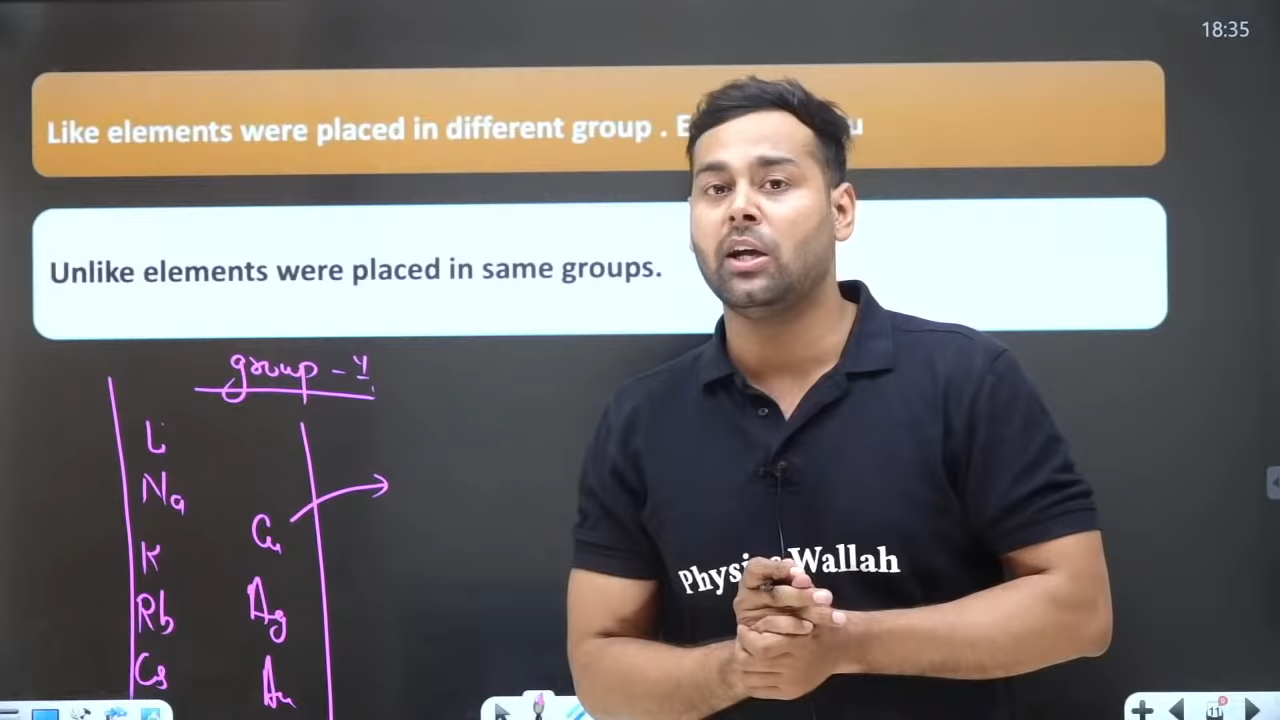 18:35
Like elements were placed in different group . E u
Unlike elements were placed in same groups.
group - 1
Li
Na
Cu
K
Rb
Ag
Cs
Au
Physics Wallah
11